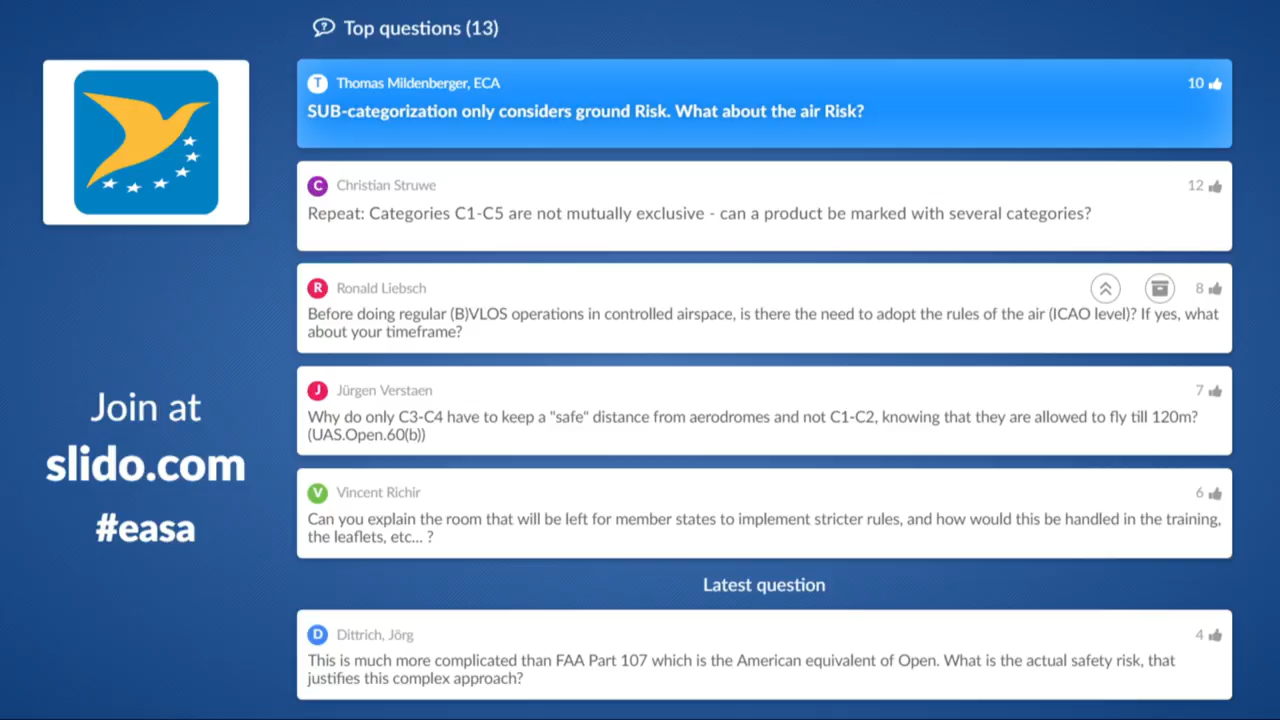 Top questions (13)
T Thomas Mildenberger, ECA 10
SUB-categorization only considers ground Risk. What about the air Risk?
C Christian Struwe 12
Repeat: Categories C1-C5 are not mutually exclusive - can a product be marked with several categories?
R Ronald Liebsch 8
Before doing regular (B)VLOS operations in controlled airspace, is there the need to adopt the rules of the air (ICAO level)? If yes, what
about your timeframe?
J Jürgen Verstaen 7
Why do only C3-C4 have to keep a "safe" distance from aerodromes and not C1-C2, knowing that they are allowed to fly till 120m?
(UAS.Open.60(b))
V Vincent Richir 6
Can you explain the room that will be left for member states to implement stricter rules, and how would this be handled in the training,
the leaflets, etc... ?
Latest question
D Dittrich, Jörg 4
This is much more complicated than FAA Part 107 which is the American equivalent of Open. What is the actual safety risk, that
justifies this complex approach?
Join at
slido.com
#easa